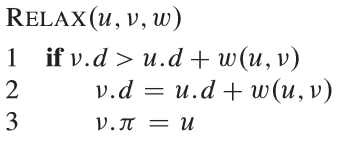 RELAX(u, v, w)
1 if v.d > u.d + w(u, v)
2 v.d = u.d + w(u, v)
3 v.π = u